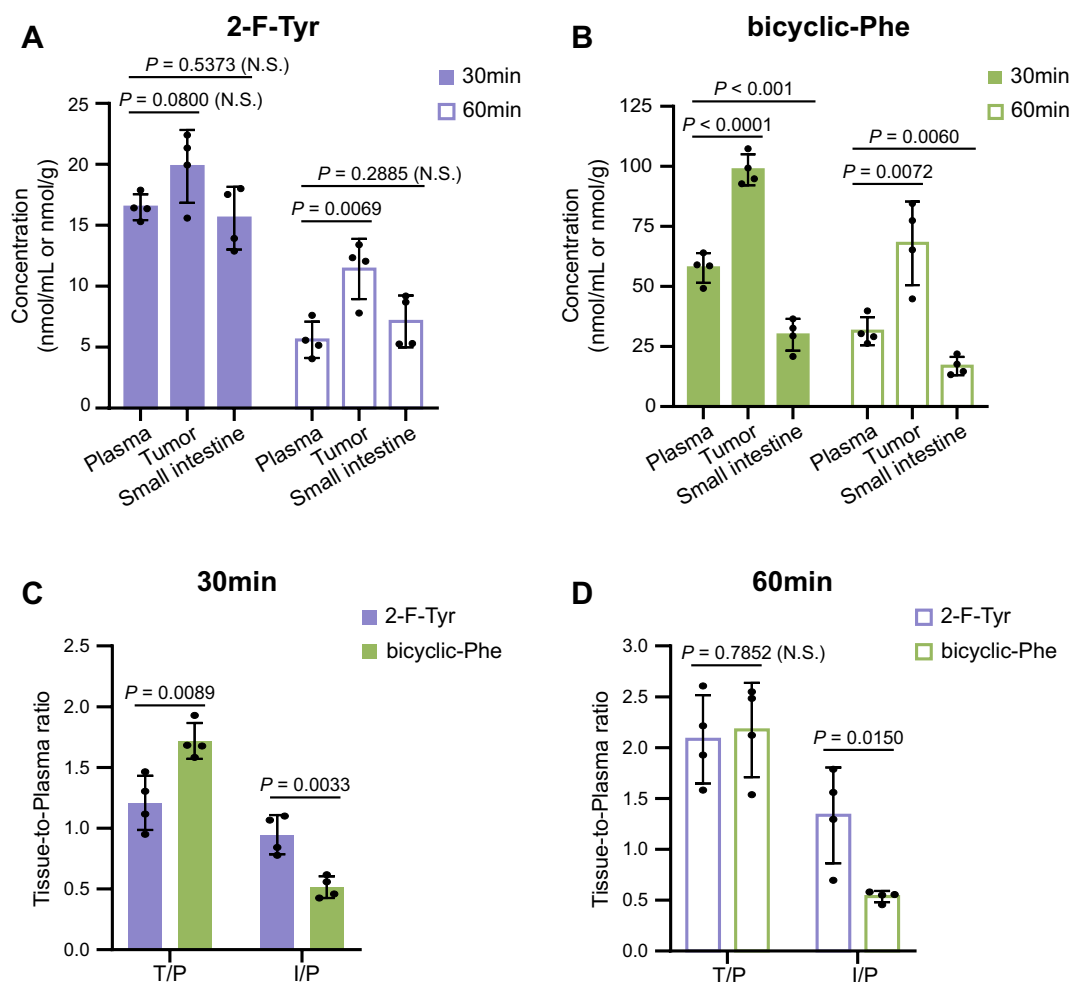 A
2-F-Tyr
P = 0.5373 (N.S.)
P = 0.0800 (N.S.)
30min
60min
P = 0.2885 (N.S.)
P = 0.0069
Concentration
(nmol/mL or nmol/g)
25
20
15
10
5
0
Plasma
Tumor
Small intestine
Plasma
Tumor
Small intestine
B
bicyclic-Phe
30min
60min
P < 0.001
P < 0.0001
P = 0.0060
P = 0.0072
Concentration
(nmol/mL or nmol/g)
125
100
75
50
25
0
Plasma
Tumor
Small intestine
Plasma
Tumor
Small intestine
C
30min
2-F-Tyr
bicyclic-Phe
P = 0.0089
P = 0.0033
Tissue-to-Plasma ratio
2.5
2.0
1.5
1.0
0.5
0.0
T/P
I/P
D
60min
2-F-Tyr
bicyclic-Phe
P = 0.7852 (N.S.)
P = 0.0150
Tissue-to-Plasma ratio
3.0
2.5
2.0
1.5
1.0
0.5
0.0
T/P
I/P